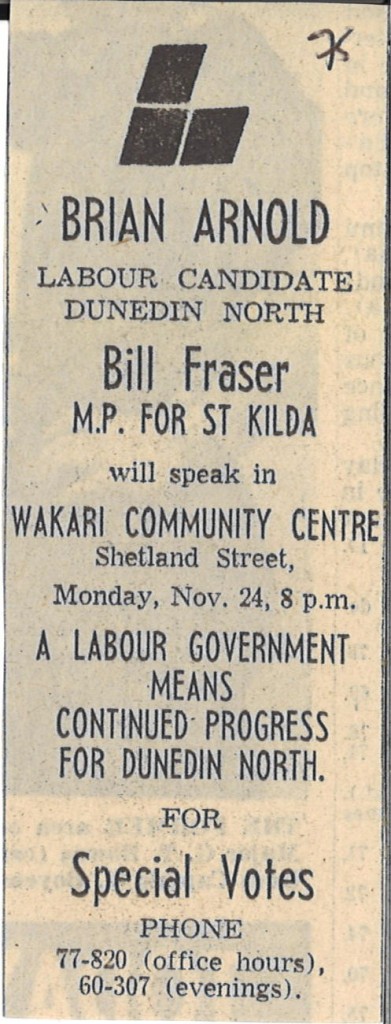 75
BRIAN ARNOLD
LABOUR CANDIDATE
DUNEDIN NORTH
Bill Fraser
M.P. FOR ST KILDA
will speak in
WAKARI COMMUNITY CENTRE
Shetland Street,
Monday, Nov. 24, 8 p.m.
A LABOUR GOVERNMENT
MEANS
CONTINUED PROGRESS
FOR DUNEDIN NORTH.
FOR
Special Votes
PHONE
77-820 (office hours),
60-307 (evenings).